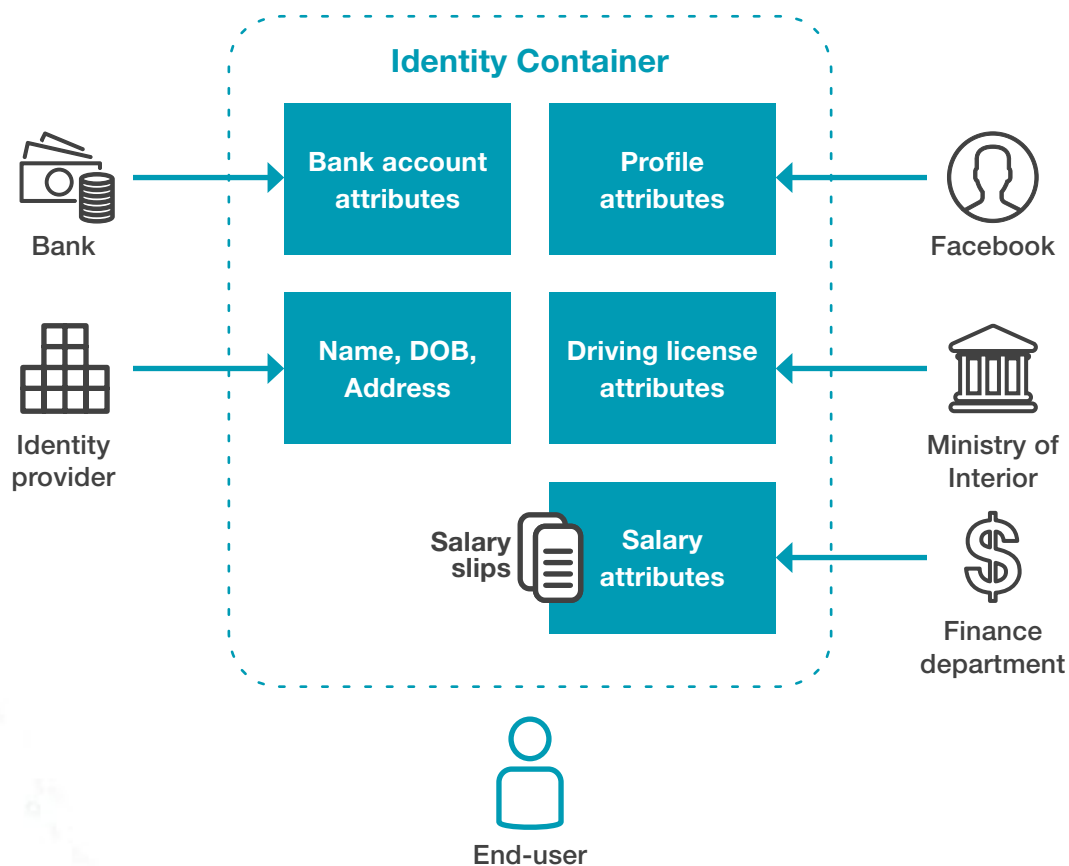 Identity Container
Bank account
attributes
Profile
attributes
Bank
Facebook
Name, DOB,
Address
Driving license
attributes
Identity
provider
Ministry of
Interior
Salary
slips
Salary
attributes
Finance
department
End-user